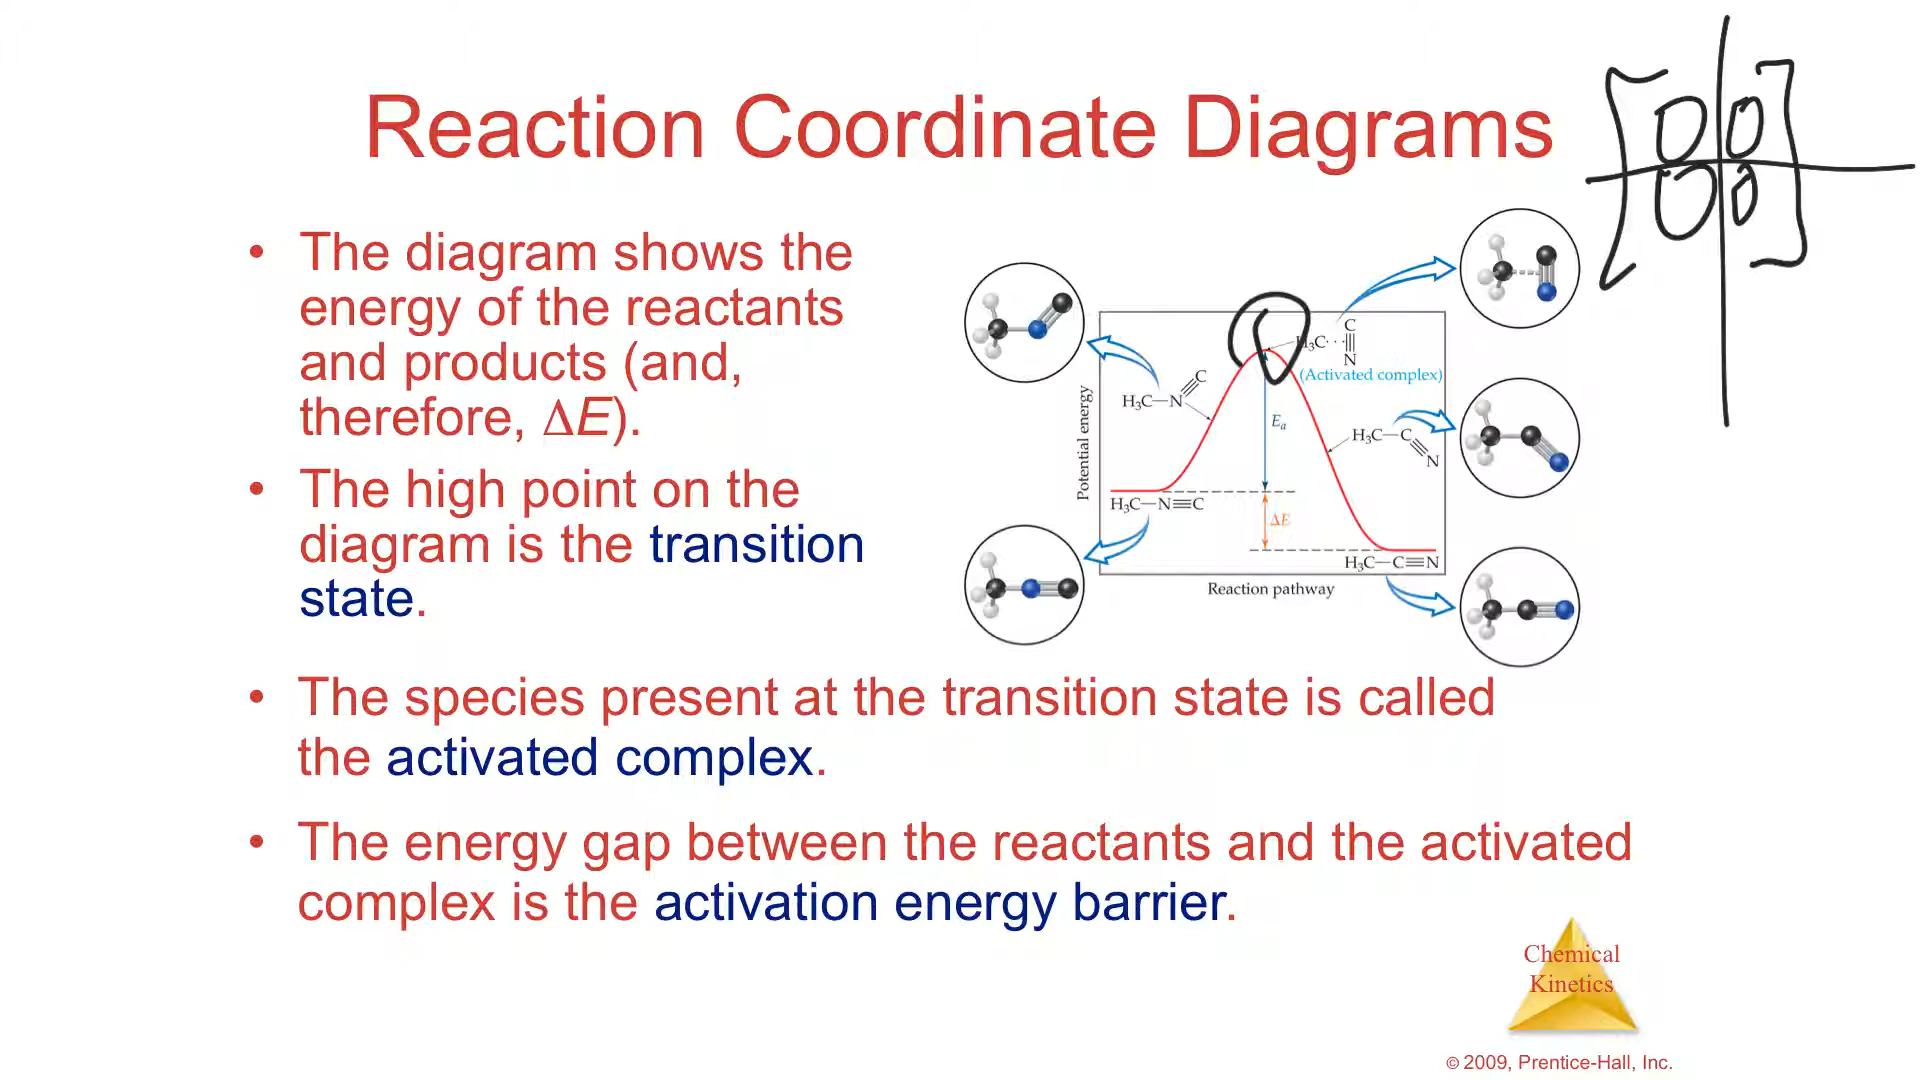 Reaction Coordinate Diagrams
• The diagram shows the
energy of the reactants
and products (and,
therefore, ΔE).
• The high point on the
diagram is the transition
state.
• The species present at the transition state is called
the activated complex.
• The energy gap between the reactants and the activated
complex is the activation energy barrier.
Potential energy
H₃C—N≡C
H₃C···C≡N
(Activated complex)
Eₐ
H₃C—C≡N
H₃C—N≡C
ΔE
H₃C—C≡N
Reaction pathway
Chemical
Kinetics
© 2009, Prentice-Hall, Inc.